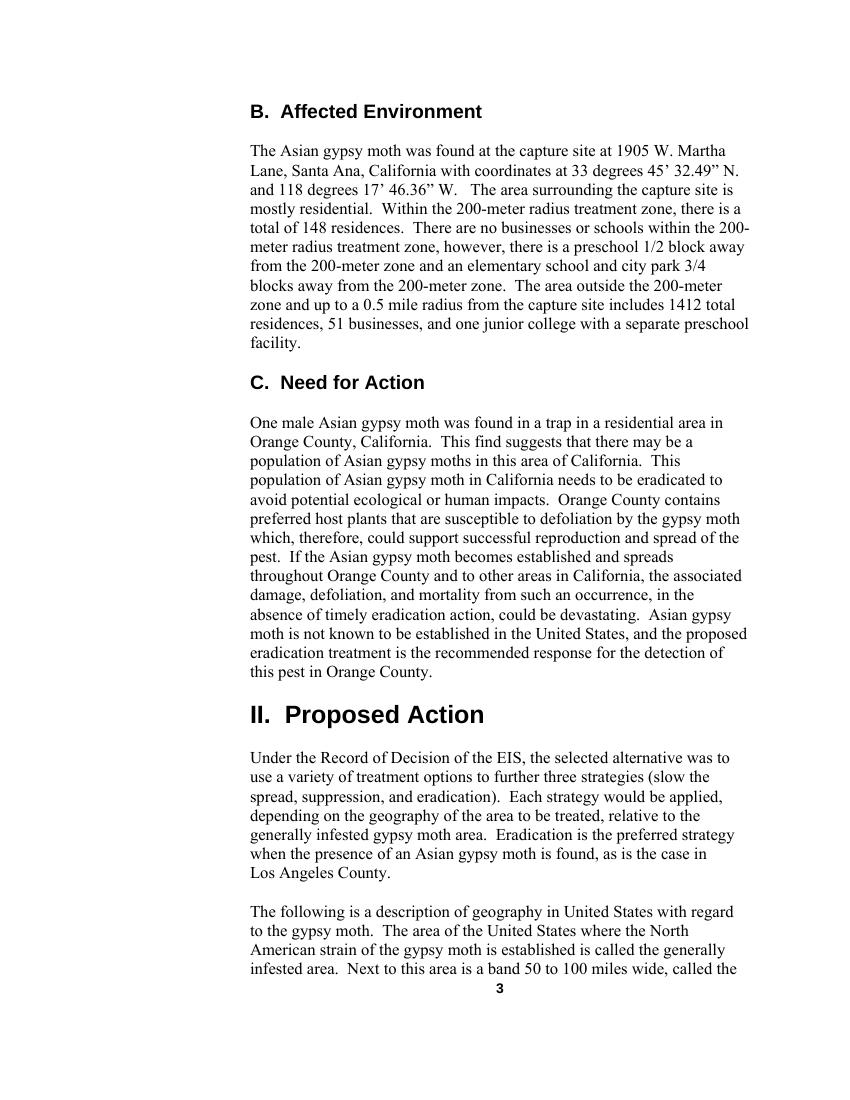 B.  Affected Environment
The Asian gypsy moth was found at the capture site at 1905 W. Martha
Lane, Santa Ana, California with coordinates at 33 degrees 45’ 32.49” N.
and 118 degrees 17’ 46.36” W.   The area surrounding the capture site is
mostly residential.  Within the 200-meter radius treatment zone, there is a
total of 148 residences.  There are no businesses or schools within the 200-
meter radius treatment zone, however, there is a preschool 1/2 block away
from the 200-meter zone and an elementary school and city park 3/4
blocks away from the 200-meter zone.  The area outside the 200-meter
zone and up to a 0.5 mile radius from the capture site includes 1412 total
residences, 51 businesses, and one junior college with a separate preschool
facility.
C.  Need for Action
One male Asian gypsy moth was found in a trap in a residential area in
Orange County, California.  This find suggests that there may be a
population of Asian gypsy moths in this area of California.  This
population of Asian gypsy moth in California needs to be eradicated to
avoid potential ecological or human impacts.  Orange County contains
preferred host plants that are susceptible to defoliation by the gypsy moth
which, therefore, could support successful reproduction and spread of the
pest.  If the Asian gypsy moth becomes established and spreads
throughout Orange County and to other areas in California, the associated
damage, defoliation, and mortality from such an occurrence, in the
absence of timely eradication action, could be devastating.  Asian gypsy
moth is not known to be established in the United States, and the proposed
eradication treatment is the recommended response for the detection of
this pest in Orange County.
II.  Proposed Action
Under the Record of Decision of the EIS, the selected alternative was to
use a variety of treatment options to further three strategies (slow the
spread, suppression, and eradication).  Each strategy would be applied,
depending on the geography of the area to be treated, relative to the
generally infested gypsy moth area.  Eradication is the preferred strategy
when the presence of an Asian gypsy moth is found, as is the case in
Los Angeles County.
The following is a description of geography in United States with regard
to the gypsy moth.  The area of the United States where the North
American strain of the gypsy moth is established is called the generally
infested area.  Next to this area is a band 50 to 100 miles wide, called the
3